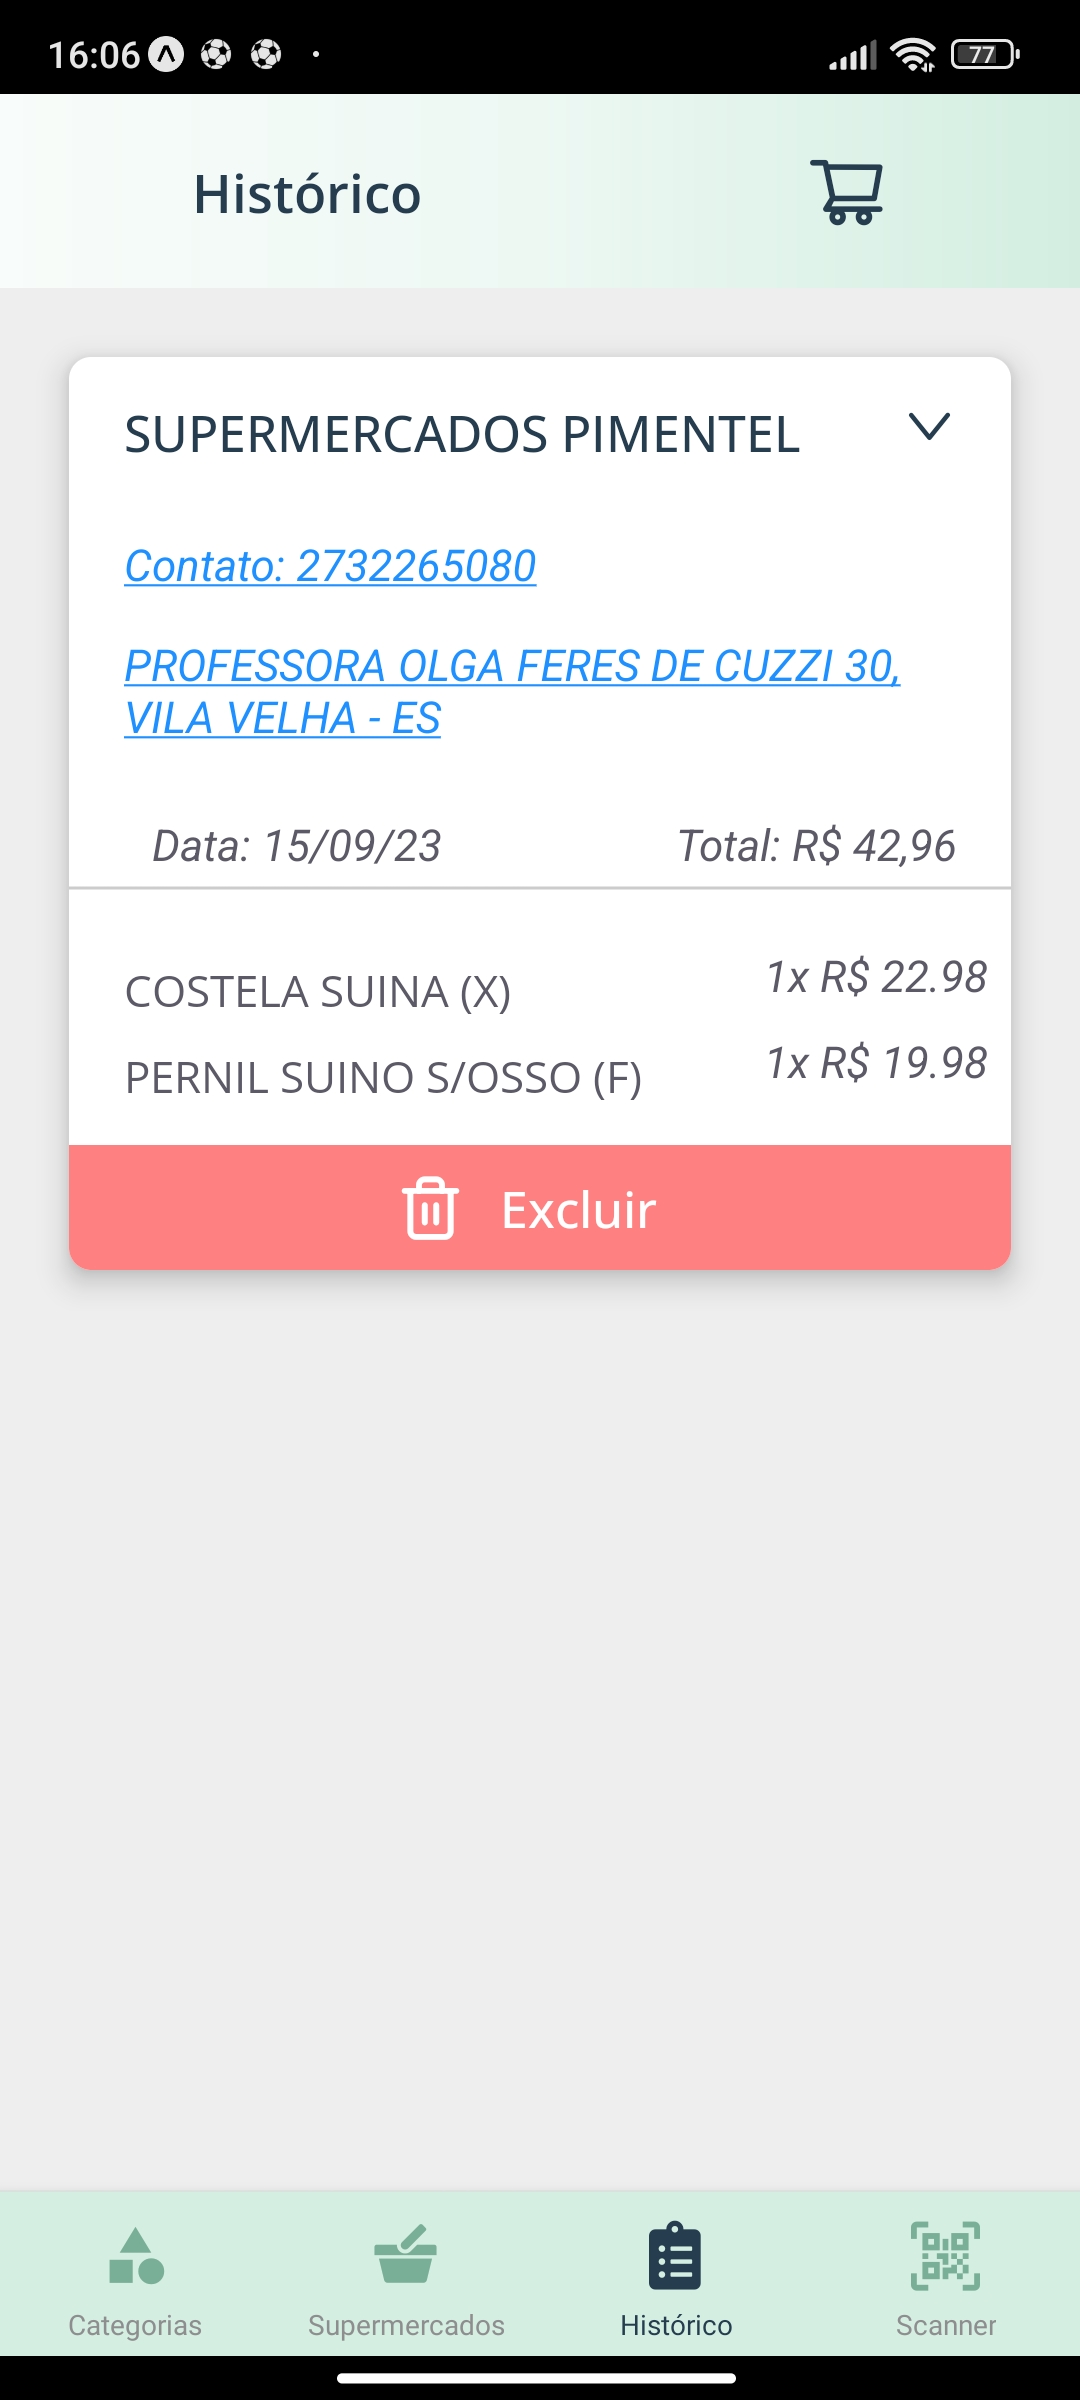 16:06
77
Histórico
SUPERMERCADOS PIMENTEL
Contato: 2732265080
PROFESSORA OLGA FERES DE CUZZI 30,
VILA VELHA - ES
Data: 15/09/23 Total: R$ 42,96
COSTELA SUINA (X) 1x R$ 22.98
PERNIL SUINO S/OSSO (F) 1x R$ 19.98
Excluir
Categorias Supermercados Histórico Scanner